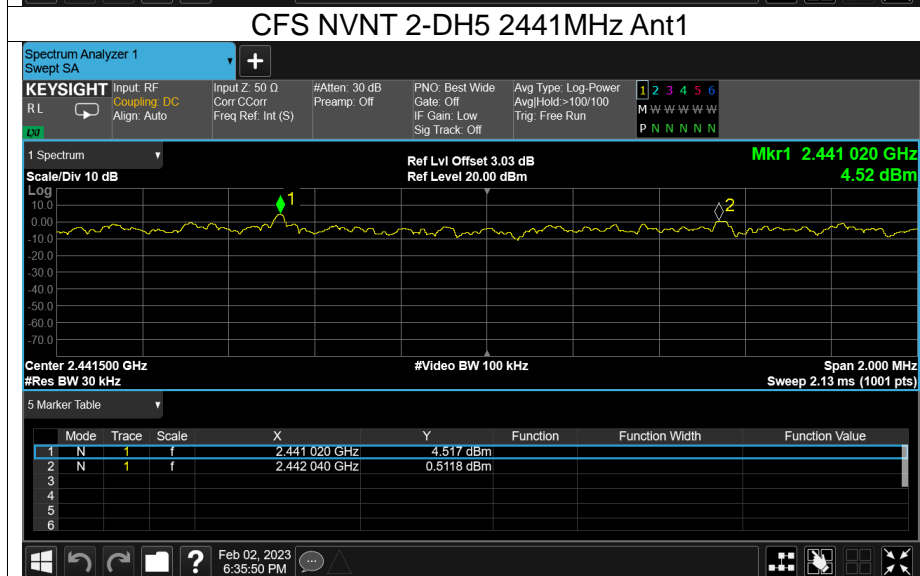 CFS NVNT 2-DH5 2441MHz Ant1
Spectrum Analyzer 1
Swept SA
+
KEYSIGHT
RL
LXI
Input: RF
Coupling: DC
Align: Auto
Input Z: 50 Ω
Corr CCorr
Freq Ref: Int (S)
#Atten: 30 dB
Preamp: Off
PNO: Best Wide
Gate: Off
IF Gain: Low
Sig Track: Off
Avg Type: Log-Power
Avg|Hold:>100/100
Trig: Free Run
1 2 3 4 5 6
M W W W W W
P N N N N N
1 Spectrum
Scale/Div 10 dB
Ref Lvl Offset 3.03 dB
Ref Level 20.00 dBm
Mkr1 2.441 020 GHz
4.52 dBm
Log
10.0
0.00
-10.0
-20.0
-30.0
-40.0
-50.0
-60.0
-70.0
1
2
Center 2.441500 GHz
#Res BW 30 kHz
#Video BW 100 kHz
Span 2.000 MHz
Sweep 2.13 ms (1001 pts)
5 Marker Table
Mode Trace Scale X Y Function Function Width Function Value
1 N 1 f 2.441 020 GHz 4.517 dBm
2 N 1 f 2.442 040 GHz 0.5118 dBm
3
4
5
6
?
Feb 02, 2023
6:35:50 PM